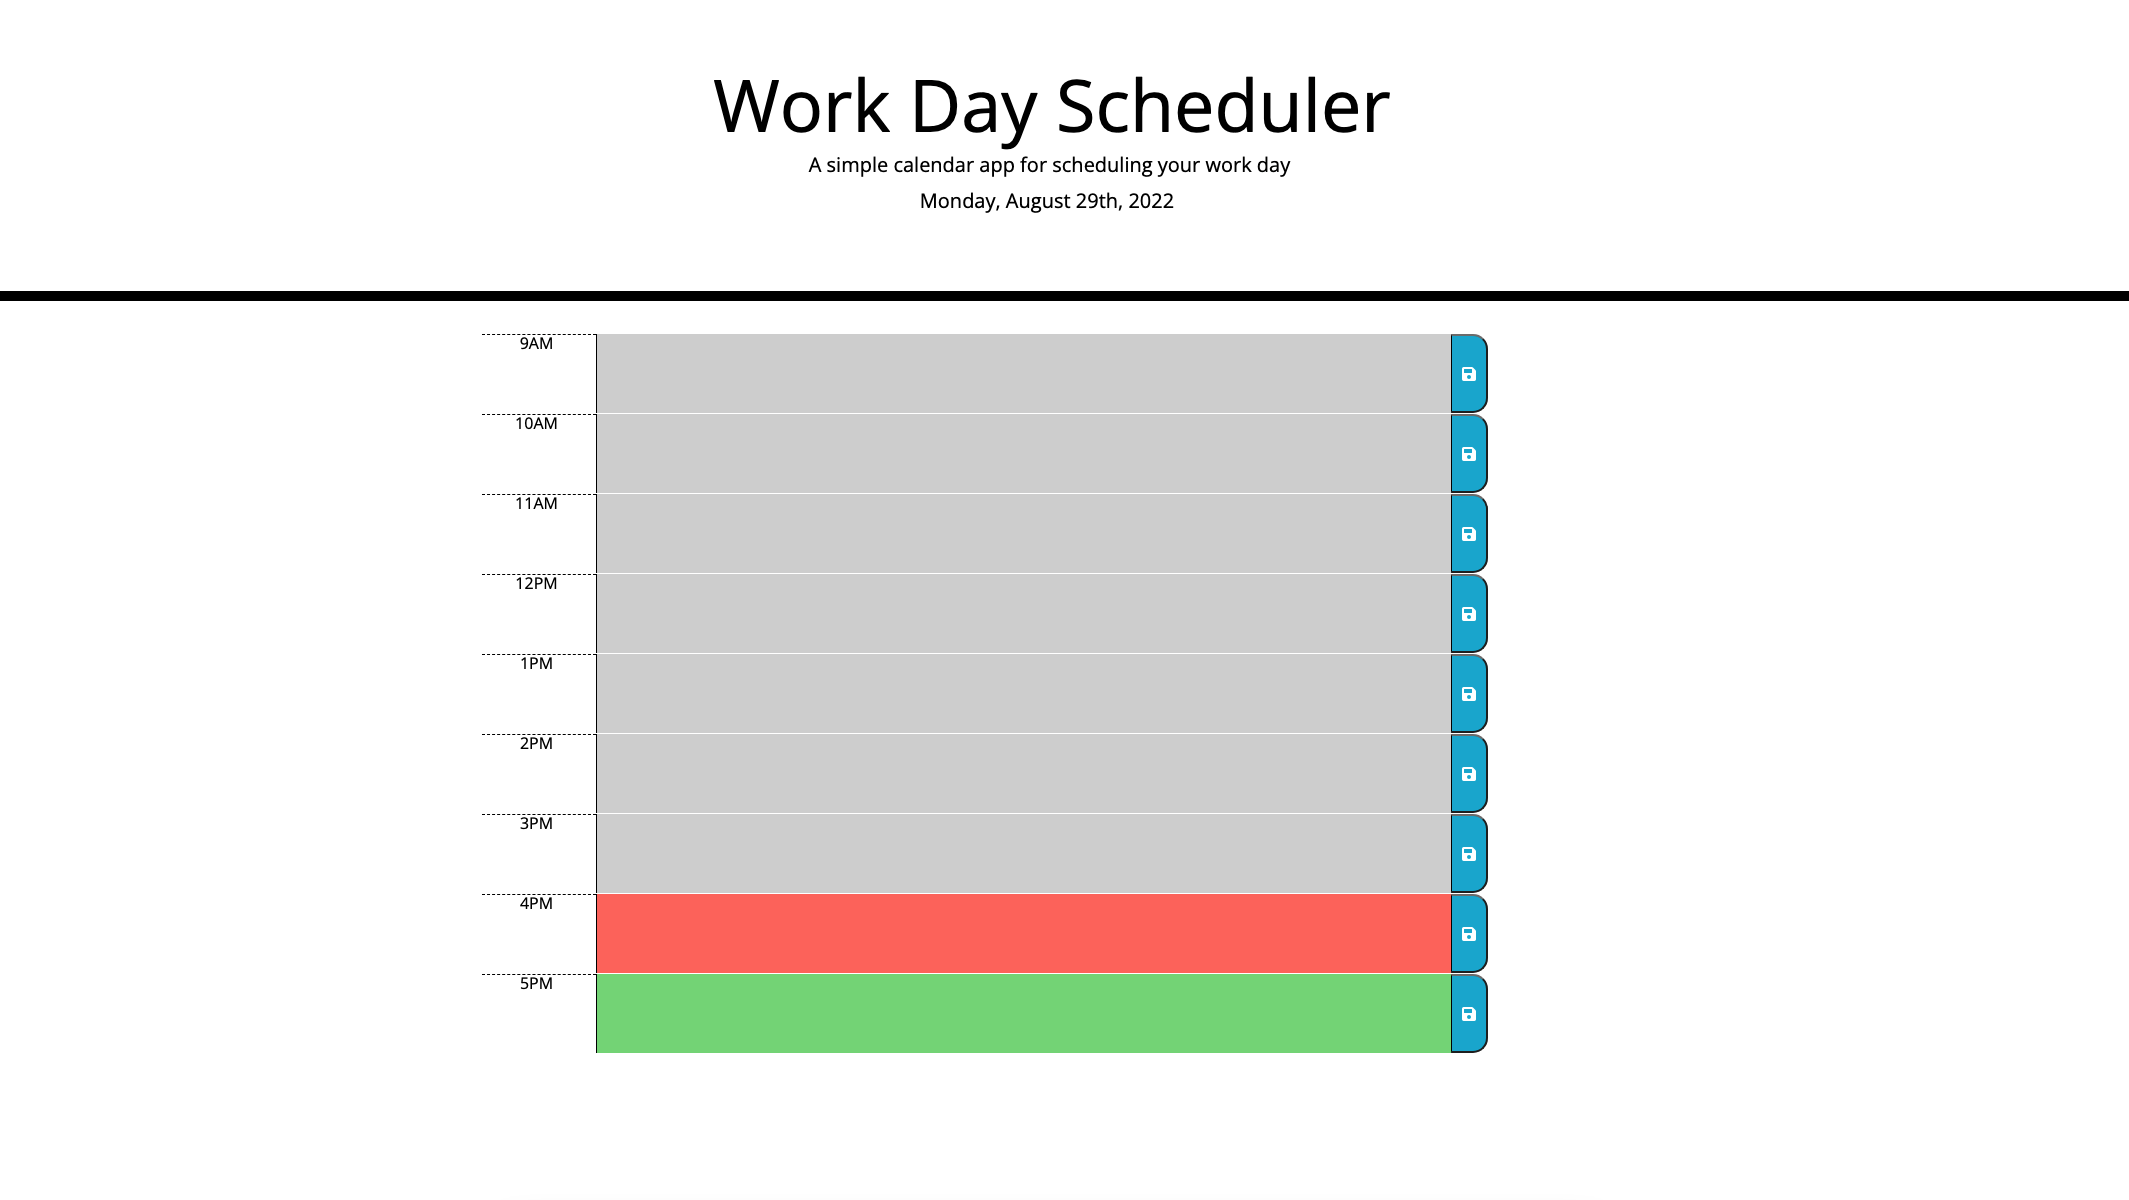 Work Day Scheduler
A simple calendar app for scheduling your work day
Monday, August 29th, 2022
9AM
10AM
11AM
12PM
1PM
2PM
3PM
4PM
5PM